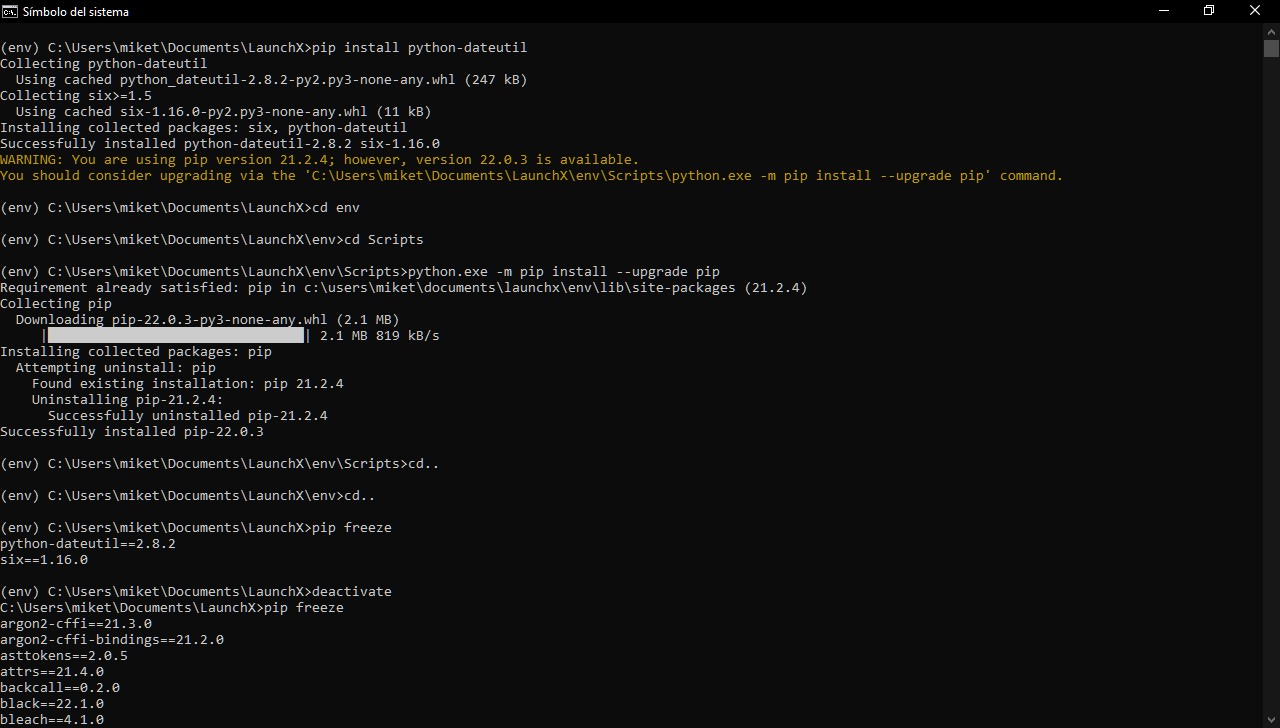 Símbolo del sistema
(env) C:\Users\miket\Documents\LaunchX>pip install python-dateutil
Collecting python-dateutil
  Using cached python_dateutil-2.8.2-py2.py3-none-any.whl (247 kB)
Collecting six>=1.5
  Using cached six-1.16.0-py2.py3-none-any.whl (11 kB)
Installing collected packages: six, python-dateutil
Successfully installed python-dateutil-2.8.2 six-1.16.0
WARNING: You are using pip version 21.2.4; however, version 22.0.3 is available.
You should consider upgrading via the 'C:\Users\miket\Documents\LaunchX\env\Scripts\python.exe -m pip install --upgrade pip' command.
(env) C:\Users\miket\Documents\LaunchX>cd env
(env) C:\Users\miket\Documents\LaunchX\env>cd Scripts
(env) C:\Users\miket\Documents\LaunchX\env\Scripts>python.exe -m pip install --upgrade pip
Requirement already satisfied: pip in c:\users\miket\documents\launchx\env\lib\site-packages (21.2.4)
Collecting pip
  Downloading pip-22.0.3-py3-none-any.whl (2.1 MB)
     |████████████████████████████████| 2.1 MB 819 kB/s
Installing collected packages: pip
  Attempting uninstall: pip
    Found existing installation: pip 21.2.4
    Uninstalling pip-21.2.4:
      Successfully uninstalled pip-21.2.4
Successfully installed pip-22.0.3
(env) C:\Users\miket\Documents\LaunchX\env\Scripts>cd..
(env) C:\Users\miket\Documents\LaunchX\env>cd..
(env) C:\Users\miket\Documents\LaunchX>pip freeze
python-dateutil==2.8.2
six==1.16.0
(env) C:\Users\miket\Documents\LaunchX>deactivate
C:\Users\miket\Documents\LaunchX>pip freeze
argon2-cffi==21.3.0
argon2-cffi-bindings==21.2.0
asttokens==2.0.5
attrs==21.4.0
backcall==0.2.0
black==22.1.0
bleach==4.1.0